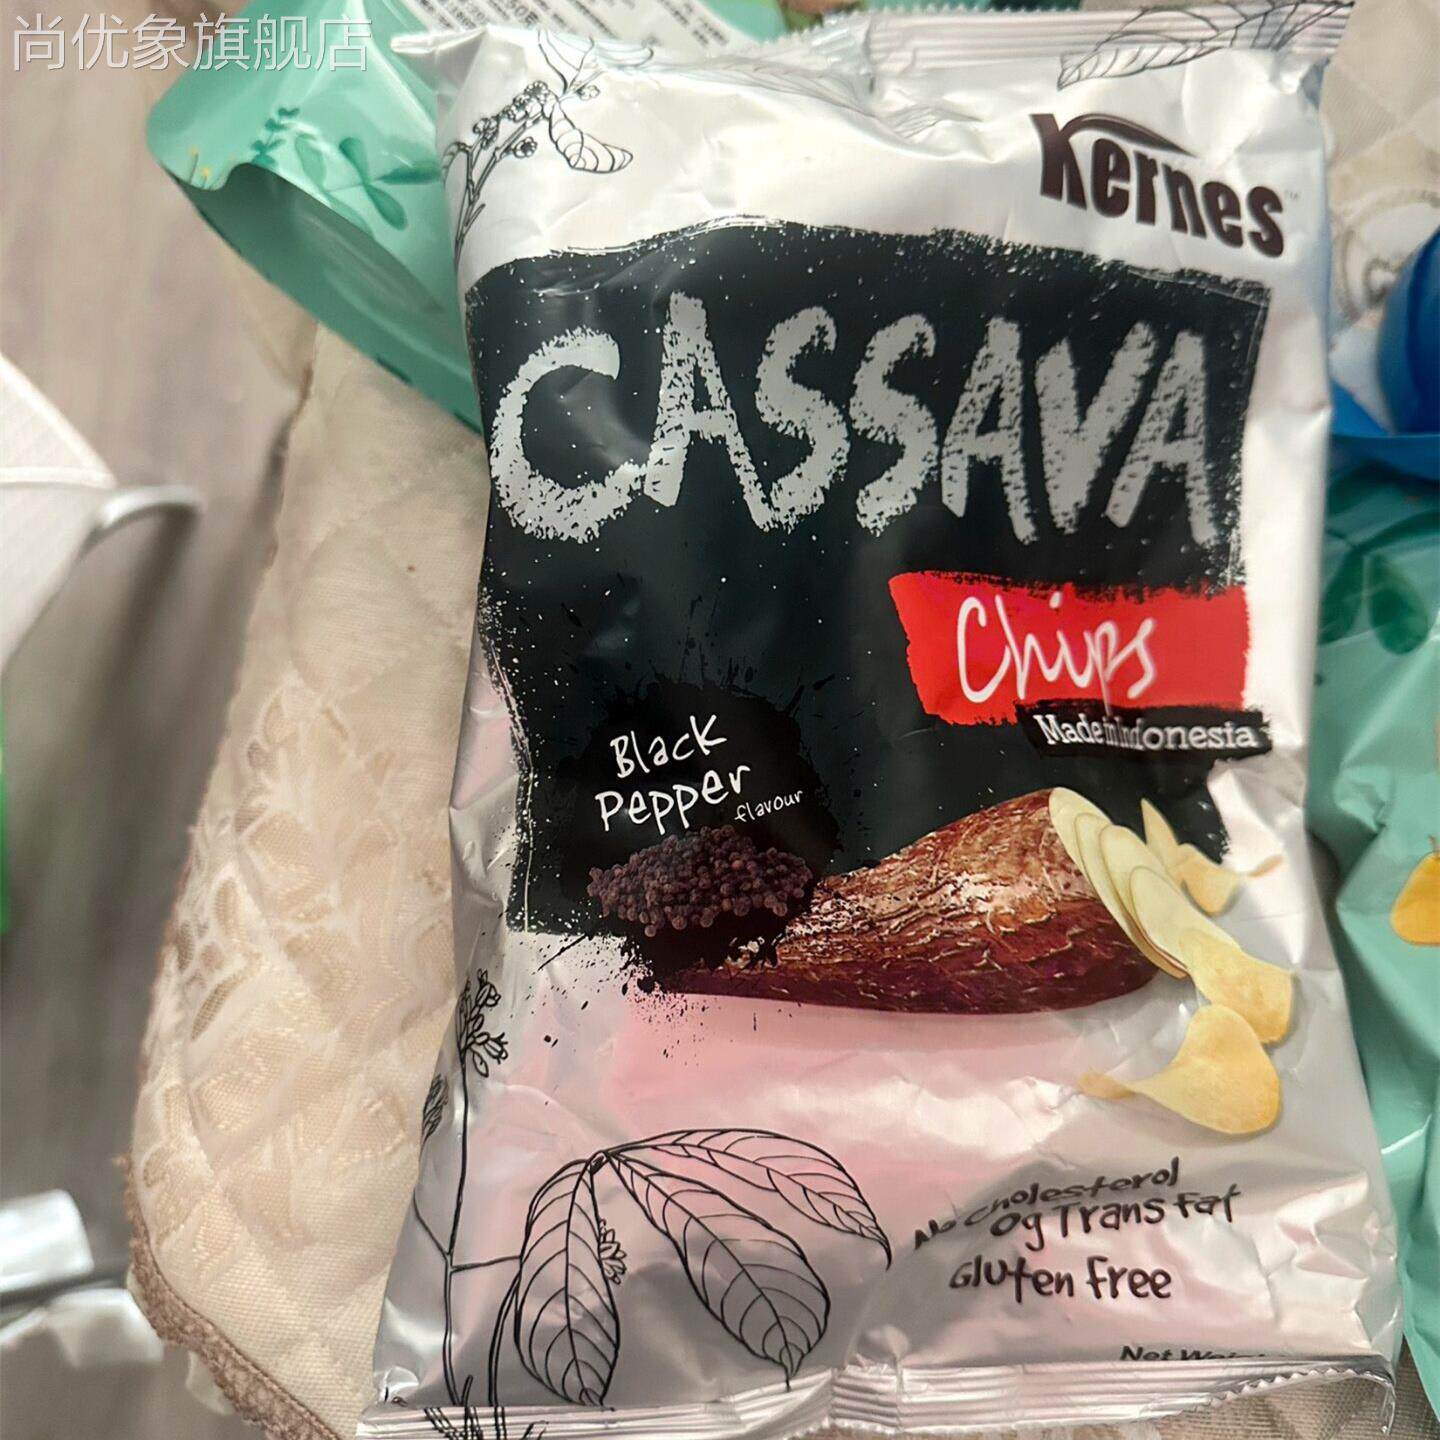 尚优象旗舰店
Kernes
CASSAVA
Chips
Made in Indonesia
Black
Pepper
flavour
No Cholesterol
0g Trans Fat
Gluten Free
Net